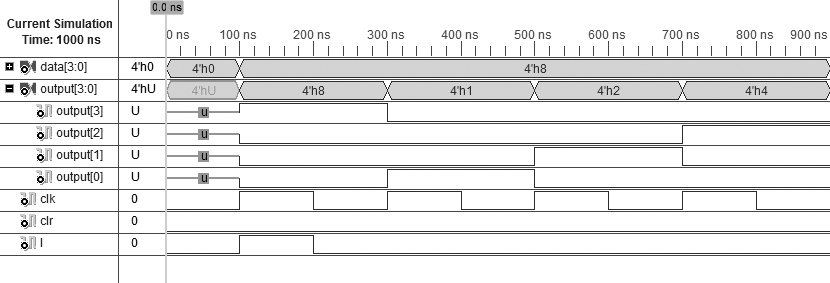 0.0 ns
Current Simulation
Time: 1000 ns
0 ns 100 ns 200 ns 300 ns 400 ns 500 ns 600 ns 700 ns 800 ns 900 ns
data[3:0] 4'h0 4'h0 4'h8
output[3:0] 4'hU 4'hU 4'h8 4'h1 4'h2 4'h4
output[3] U u
output[2] U u
output[1] U u
output[0] U u
clk 0
clr 0
l 0